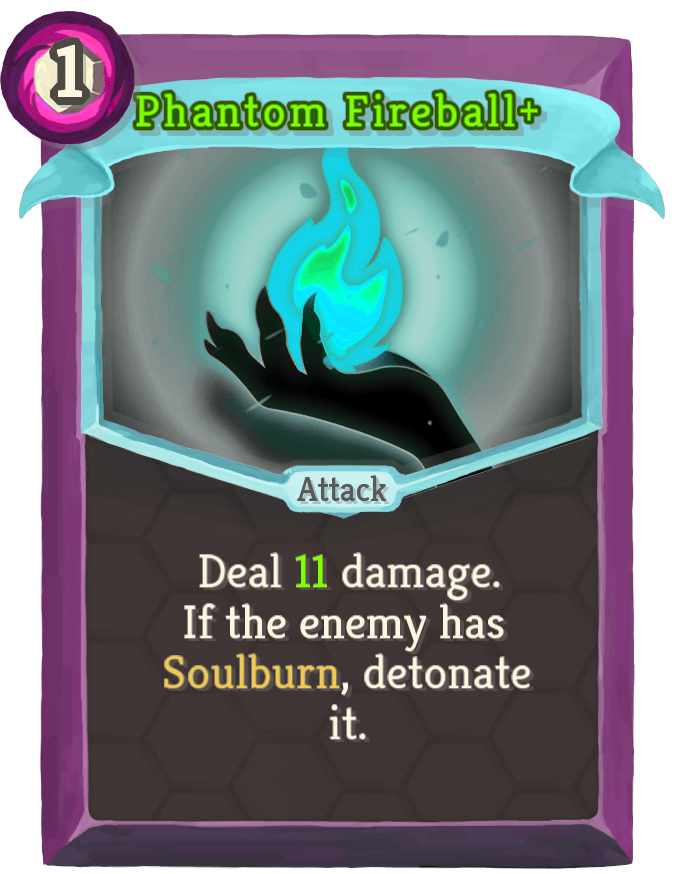 1
Phantom Fireball+
Attack
Deal 11 damage.
If the enemy has
Soulburn, detonate
it.